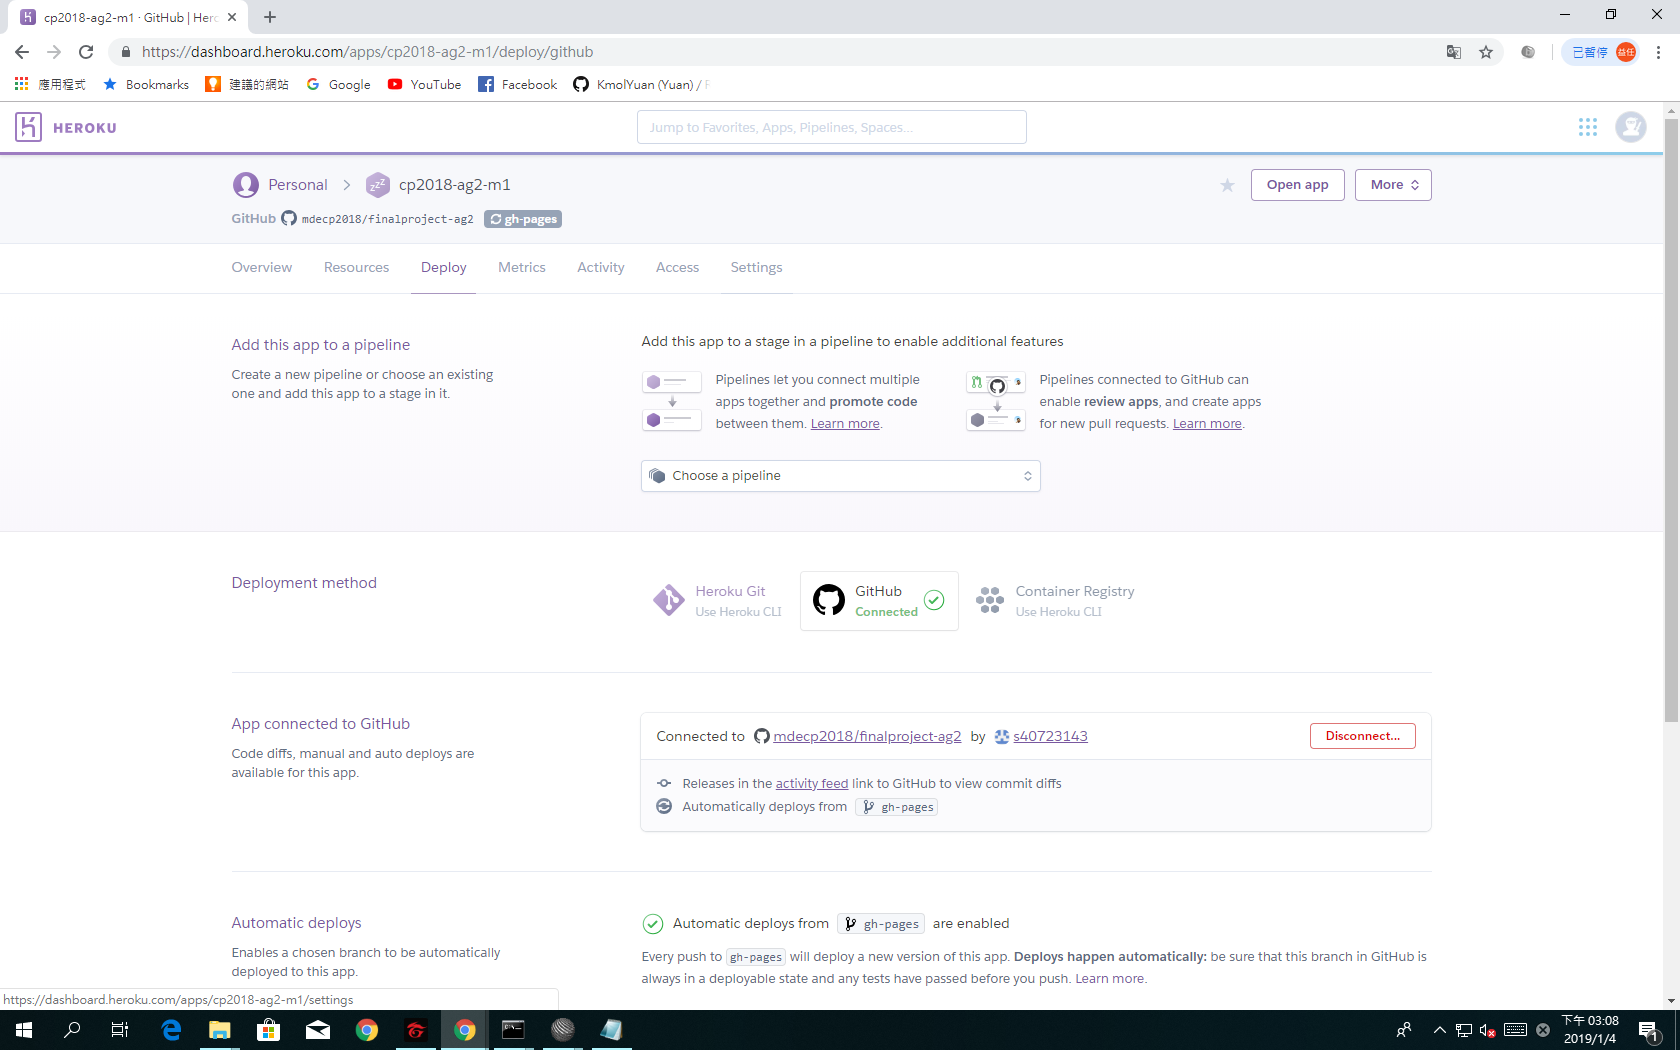 cp2018-ag2-m1 · GitHub | Hero
https://dashboard.heroku.com/apps/cp2018-ag2-m1/deploy/github
已暫停 益任
應用程式 Bookmarks 建議的網站 Google YouTube Facebook KmolYuan (Yuan) / F
HEROKU
Jump to Favorites, Apps, Pipelines, Spaces...
Personal > cp2018-ag2-m1
Open app
More
GitHub mdecp2018/finalproject-ag2 gh-pages
Overview Resources Deploy Metrics Activity Access Settings
Add this app to a pipeline
Create a new pipeline or choose an existing
one and add this app to a stage in it.
Add this app to a stage in a pipeline to enable additional features
Pipelines let you connect multiple
apps together and promote code
between them. Learn more.
Pipelines connected to GitHub can
enable review apps, and create apps
for new pull requests. Learn more.
Choose a pipeline
Deployment method
Heroku Git
Use Heroku CLI
GitHub
Connected
Container Registry
Use Heroku CLI
App connected to GitHub
Code diffs, manual and auto deploys are
available for this app.
Connected to mdecp2018/finalproject-ag2 by s40723143
Disconnect...
Releases in the activity feed link to GitHub to view commit diffs
Automatically deploys from gh-pages
Automatic deploys
Enables a chosen branch to be automatically
deployed to this app.
Automatic deploys from gh-pages are enabled
Every push to gh-pages will deploy a new version of this app. Deploys happen automatically: be sure that this branch in GitHub is
always in a deployable state and any tests have passed before you push. Learn more.
https://dashboard.heroku.com/apps/cp2018-ag2-m1/settings
下午 03:08
2019/1/4
1